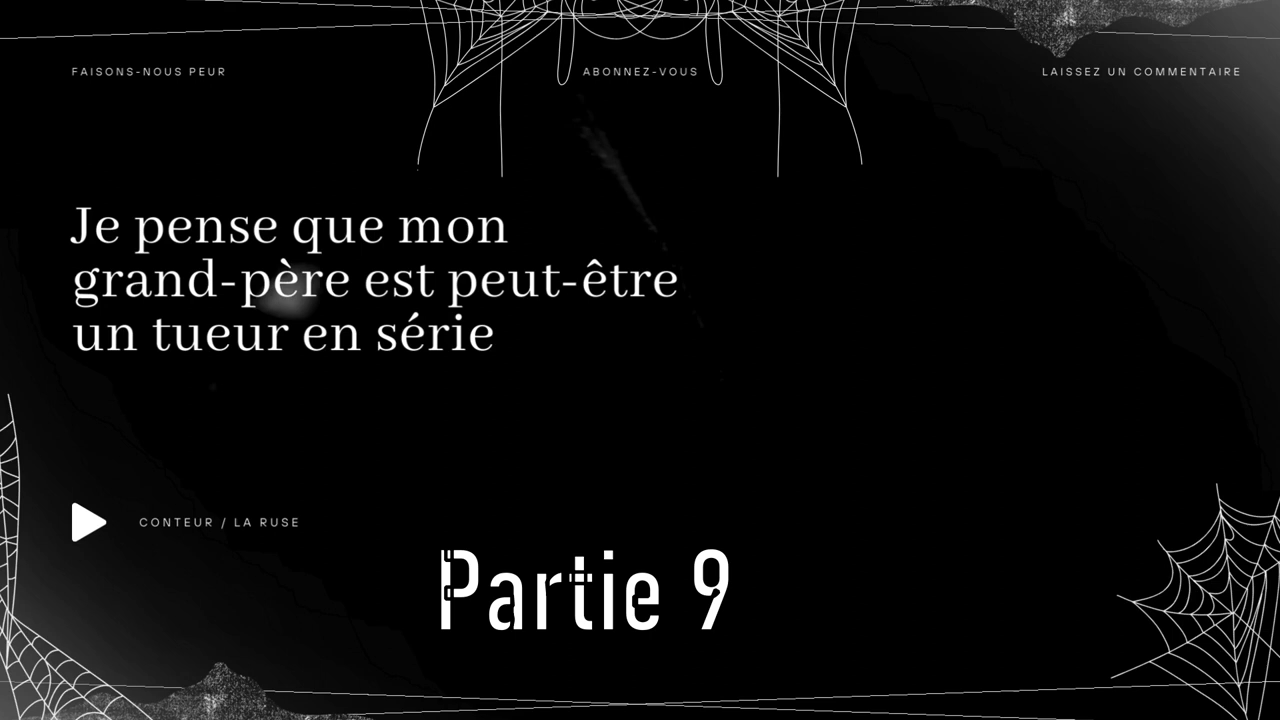 FAISONS-NOUS PEUR
ABONNEZ-VOUS
LAISSEZ UN COMMENTAIRE
Je pense que mon
grand-père est peut-être
un tueur en série
CONTEUR / LA RUSE
Partie 9